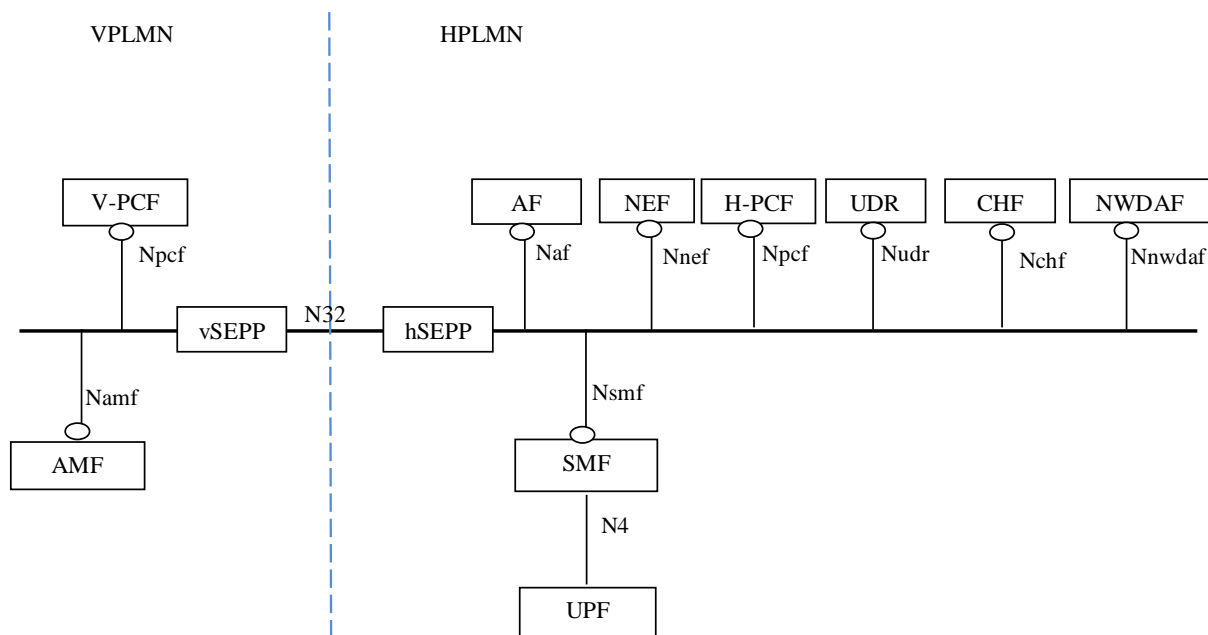 VPLMN
HPLMN
V-PCF
AF
NEF
H-PCF
UDR
CHF
NWDAF
Npcf
Naf
Nnef
Npcf
Nudr
Nchf
Nnwdaf
N32
vSEPP
hSEPP
Namf
Nsmf
AMF
SMF
N4
UPF